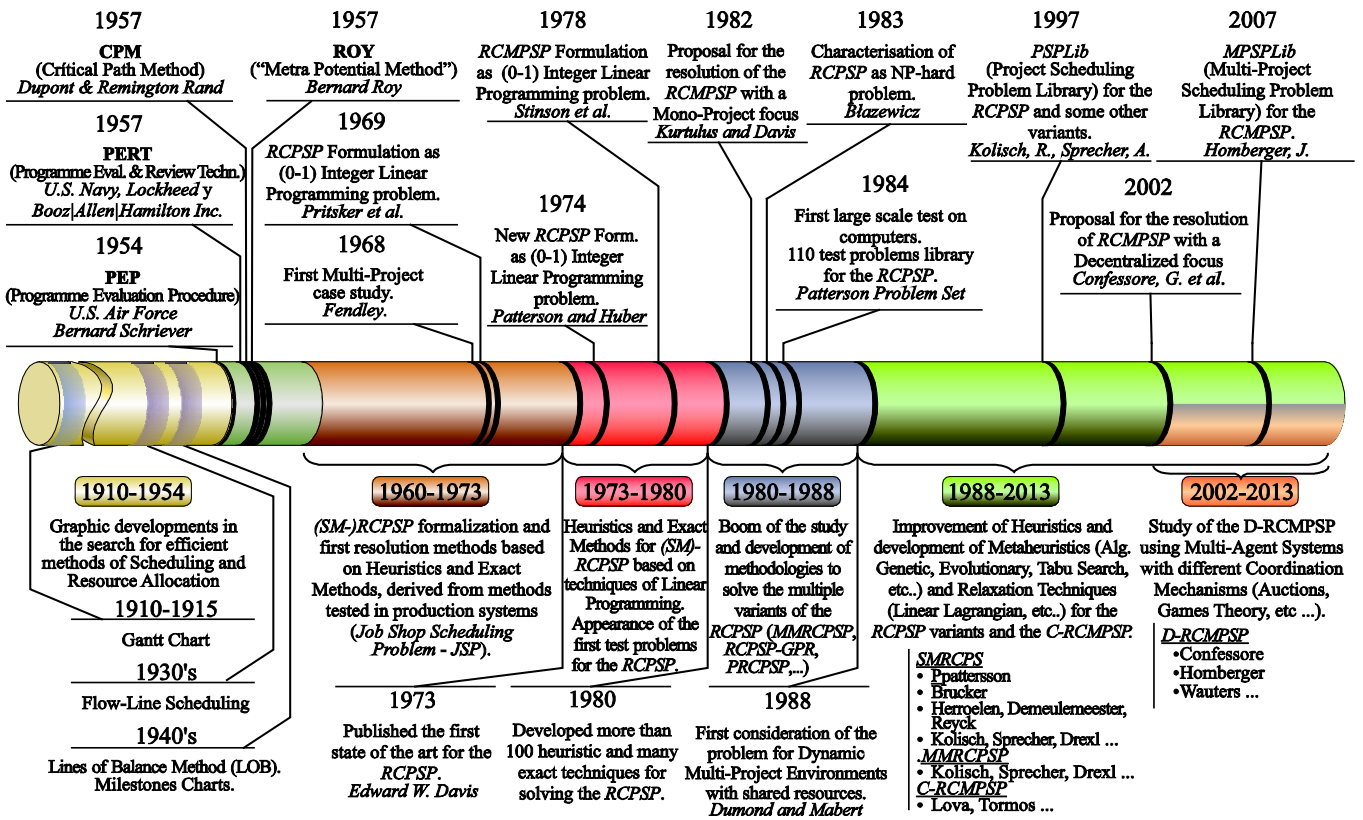 1957
CPM
(Crítical Path Method)
Dupont & Remington Rand
1957
PERT
(Programme Eval. & Review Techn.)
U.S. Navy, Lockheed y
Booz|Allen|Hamilton Inc.
1954
PEP
(Programme Evaluation Procedure)
U.S. Air Force
Bernard Schriever
1957
ROY
(“Metra Potential Method”)
Bernard Roy
1969
RCPSP Formulation as
(0-1) Integer Linear
Programming problem.
Pritsker et al.
1968
First Multi-Project
case study.
Fendley.
1978
RCMPSP Formulation
as (0-1) Integer Linear
Programming problem.
Stinson et al.
1974
New RCPSP Form.
as (0-1) Integer
Linear Programming
problem.
Patterson and Huber
1982
Proposal for the
resolution of the
RCMPSP with a
Mono-Project focus
Kurtulus and Davis
1983
Characterisation of
RCPSP as NP-hard
problem.
Błazewicz
1984
First large scale test on
computers.
110 test problems library
for the RCPSP.
Patterson Problem Set
1997
PSPLib
(Project Scheduling
Problem Library) for the
RCPSP and some other
variants.
Kolisch, R., Sprecher, A.
2002
Proposal for the resolution
of RCMPSP with a
Decentralized focus
Confessore, G. et al.
2007
MPSPLib
(Multi-Project
Scheduling Problem
Library) for the
RCMPSP.
Homberger, J.
1910-1954
Graphic developments in
the search for efficient
methods of Scheduling and
Resource Allocation
1910-1915
Gantt Chart
1930's
Flow-Line Scheduling
1940's
Lines of Balance Method (LOB).
Milestones Charts.
1960-1973
(SM-)RCPSP formalization and
first resolution methods based
on Heuristics and Exact
Methods, derived from methods
tested in production systems
(Job Shop Scheduling
Problem - JSP).
1973
Published the first
state of the art for the
RCPSP.
Edward W. Davis
1973-1980
Heuristics and Exact
Methods for (SM)-
RCPSP based on
techniques of Linear
Programming.
Appearance of the
first test problems
for the RCPSP.
1980
Developed more than
100 heuristic and many
exact techniques for
solving the RCPSP.
1980-1988
Boom of the study
and development of
methodologies to
solve the multiple
variants of the
RCPSP (MMRCPSP,
RCPSP-GPR,
PRCPSP,...)
1988
First consideration of the
problem for Dynamic
Multi-Project Environments
with shared resources.
Dumond and Mabert
1988-2013
Improvement of Heuristics and
development of Metaheuristics (Alg.
Genetic, Evolutionary, Tabu Search,
etc..) and Relaxation Techniques
(Linear Lagrangian, etc..) for the
RCPSP variants and the C-RCMPSP.
SMRCPS
• Ppattersson
• Brucker
• Herroelen, Demeulemeester,
Reyck
• Kolisch, Sprecher, Drexl ...
.MMRCPSP
• Kolisch, Sprecher, Drexl ...
C-RCMPSP
• Lova, Tormos ...
2002-2013
Study of the D-RCMPSP
using Multi-Agent Systems
with different Coordination
Mechanisms (Auctions,
Games Theory, etc ...).
D-RCMPSP
•Confessore
•Homberger
•Wauters ...